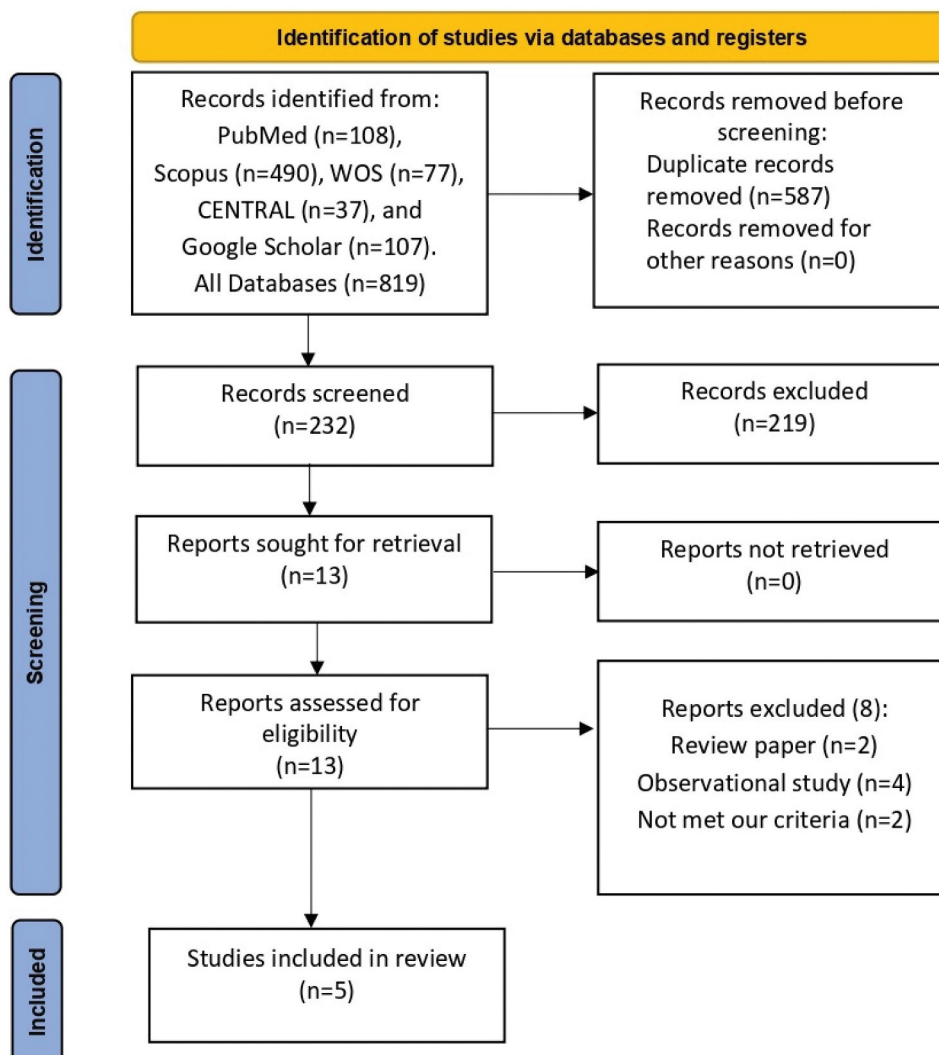 Identification of studies via databases and registers
Identification
Records identified from:
PubMed (n=108),
Scopus (n=490), WOS (n=77),
CENTRAL (n=37), and
Google Scholar (n=107).
All Databases (n=819)
Records removed before
screening:
Duplicate records
removed (n=587)
Records removed for
other reasons (n=0)
Screening
Records screened
(n=232)
Records excluded
(n=219)
Reports sought for retrieval
(n=13)
Reports not retrieved
(n=0)
Reports assessed for
eligibility
(n=13)
Reports excluded (8):
Review paper (n=2)
Observational study (n=4)
Not met our criteria (n=2)
Included
Studies included in review
(n=5)